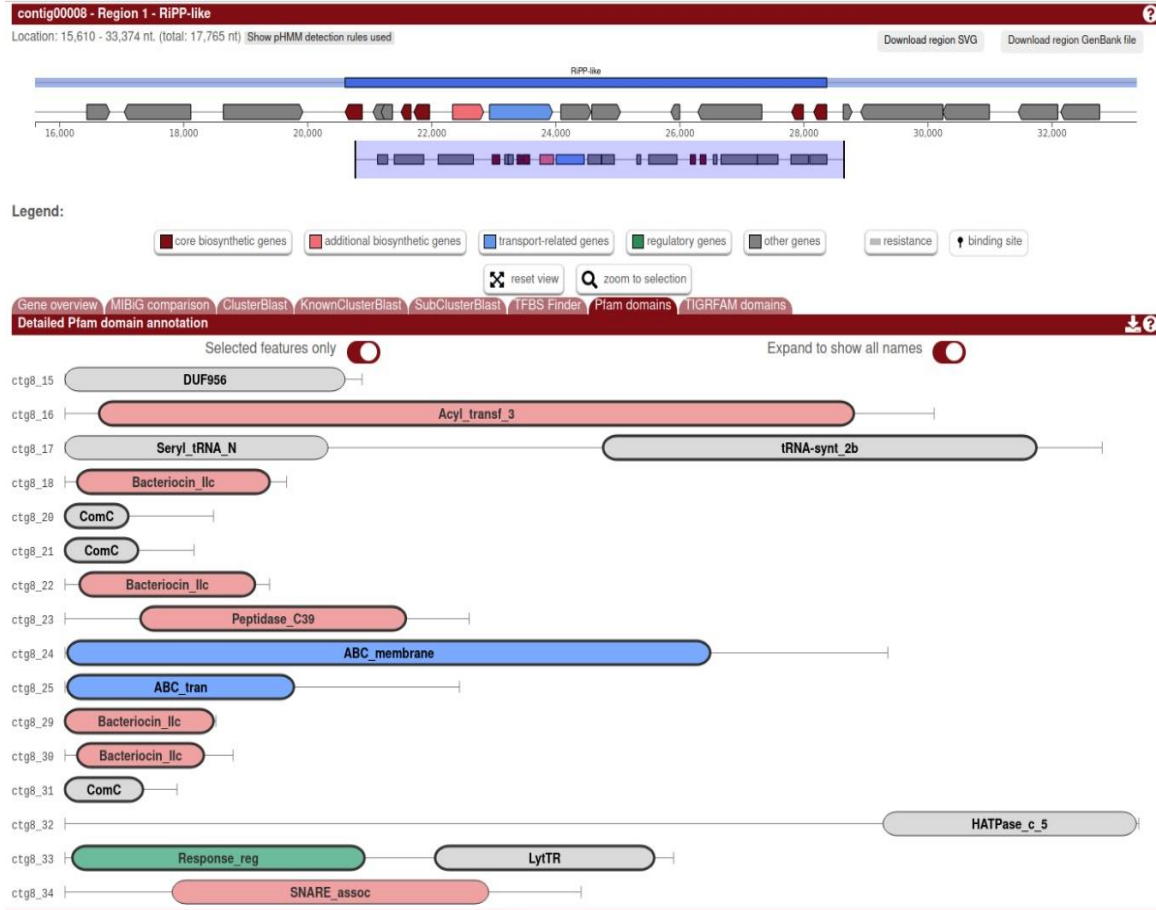 contig00008 - Region 1 - RiPP-like
Location: 15,610 - 33,374 nt. (total: 17,765 nt) Show pHMM detection rules used
Download region SVG Download region GenBank file
RiPP-like
16,000 18,000 20,000 22,000 24,000 26,000 28,000 30,000 32,000
Legend:
core biosynthetic genes additional biosynthetic genes transport-related genes regulatory genes other genes resistance binding site
reset view zoom to selection
Gene overview MIBiG comparison ClusterBlast KnownClusterBlast SubClusterBlast TFBS Finder Pfam domains TIGRFAM domains
Detailed Pfam domain annotation
Selected features only Expand to show all names
ctg8_15 DUF956
ctg8_16 Acyl_transf_3
ctg8_17 Seryl_tRNA_N tRNA-synt_2b
ctg8_18 Bacteriocin_IIc
ctg8_20 ComC
ctg8_21 ComC
ctg8_22 Bacteriocin_IIc
ctg8_23 Peptidase_C39
ctg8_24 ABC_membrane
ctg8_25 ABC_tran
ctg8_29 Bacteriocin_IIc
ctg8_30 Bacteriocin_IIc
ctg8_31 ComC
ctg8_32 HATPase_c_5
ctg8_33 Response_reg LytTR
ctg8_34 SNARE_assoc